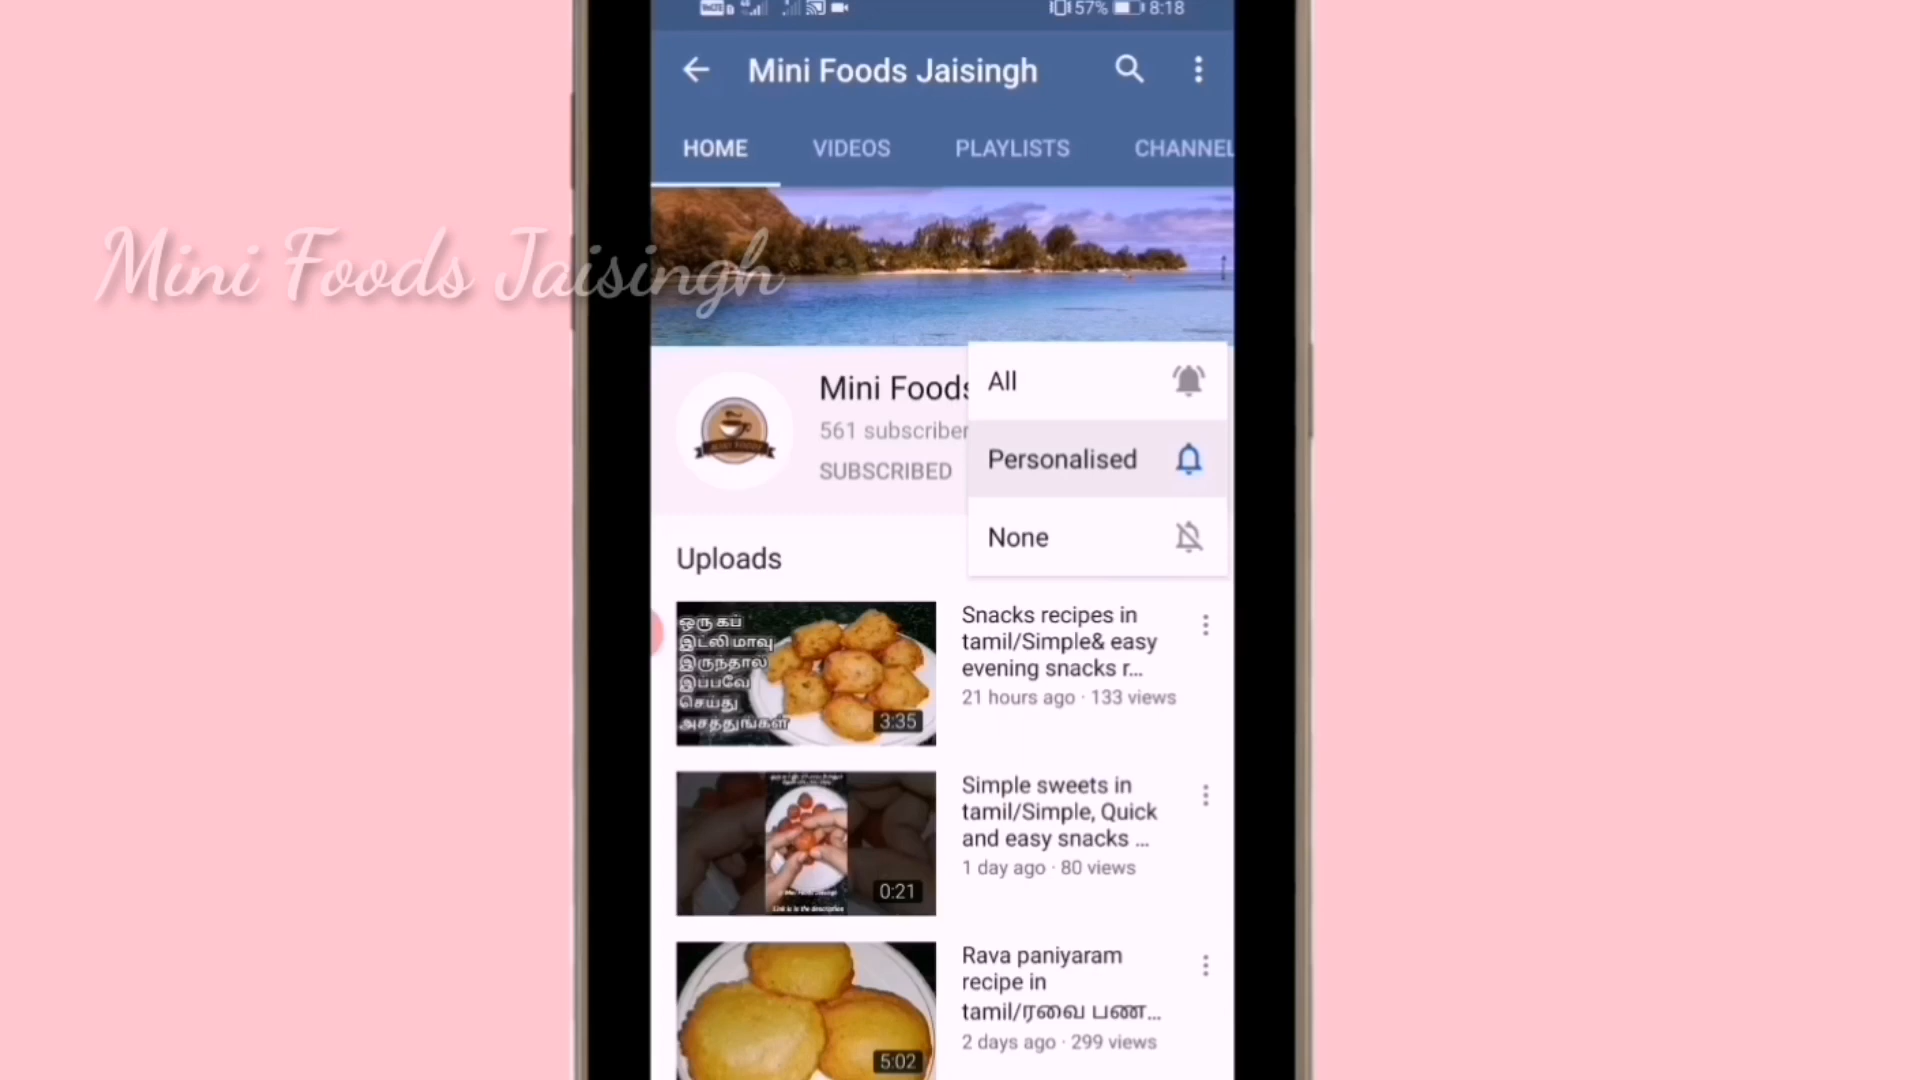 57% 8:18
Mini Foods Jaisingh
HOME VIDEOS PLAYLISTS CHANNEL
Mini Foods Jaisingh
Mini Foods
561 subscriber
SUBSCRIBED
All
Personalised
None
Uploads
ஒரு கப்
இட்லி மாவு
இருந்தால்
இப்பவே
செய்து
அசத்துங்கள்
3:35
Snacks recipes in
tamil/Simple& easy
evening snacks r...
21 hours ago · 133 views
0:21
Simple sweets in
tamil/Simple, Quick
and easy snacks ...
1 day ago · 80 views
5:02
Rava paniyaram
recipe in
tamil/ரவை பண...
2 days ago · 299 views